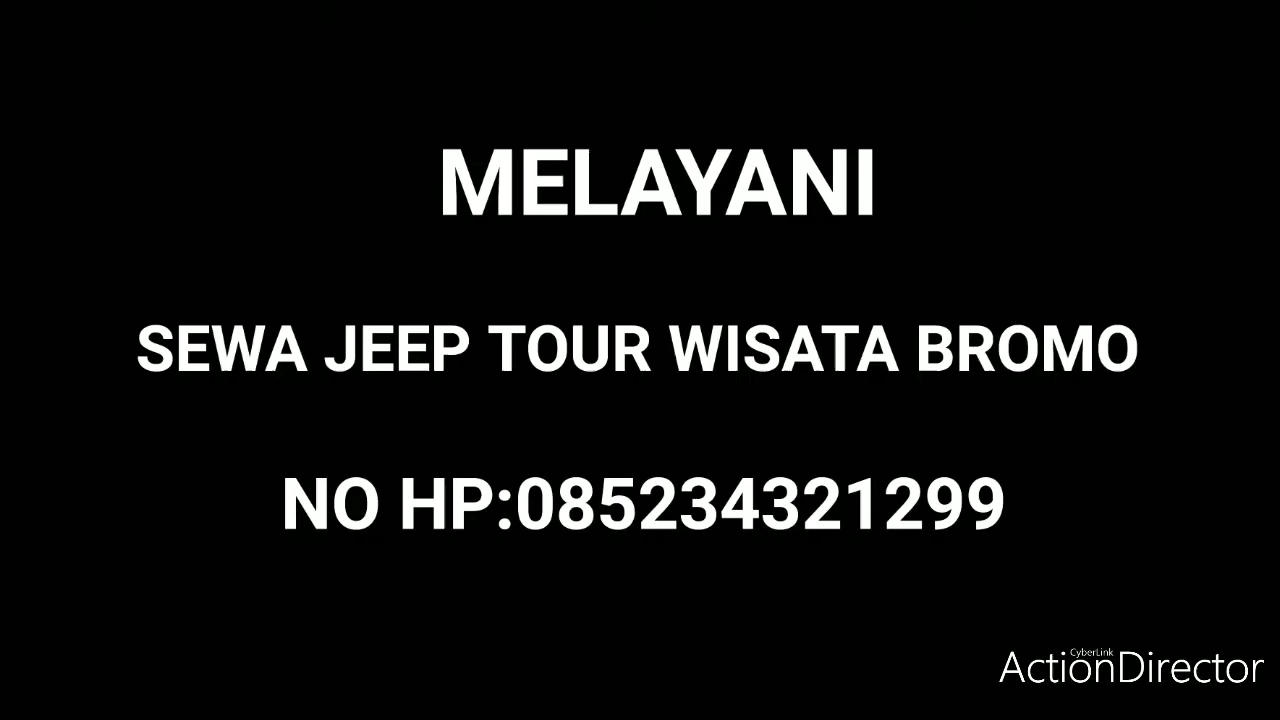 MELAYANI
SEWA JEEP TOUR WISATA BROMO
NO HP:085234321299
CyberLink
ActionDirector